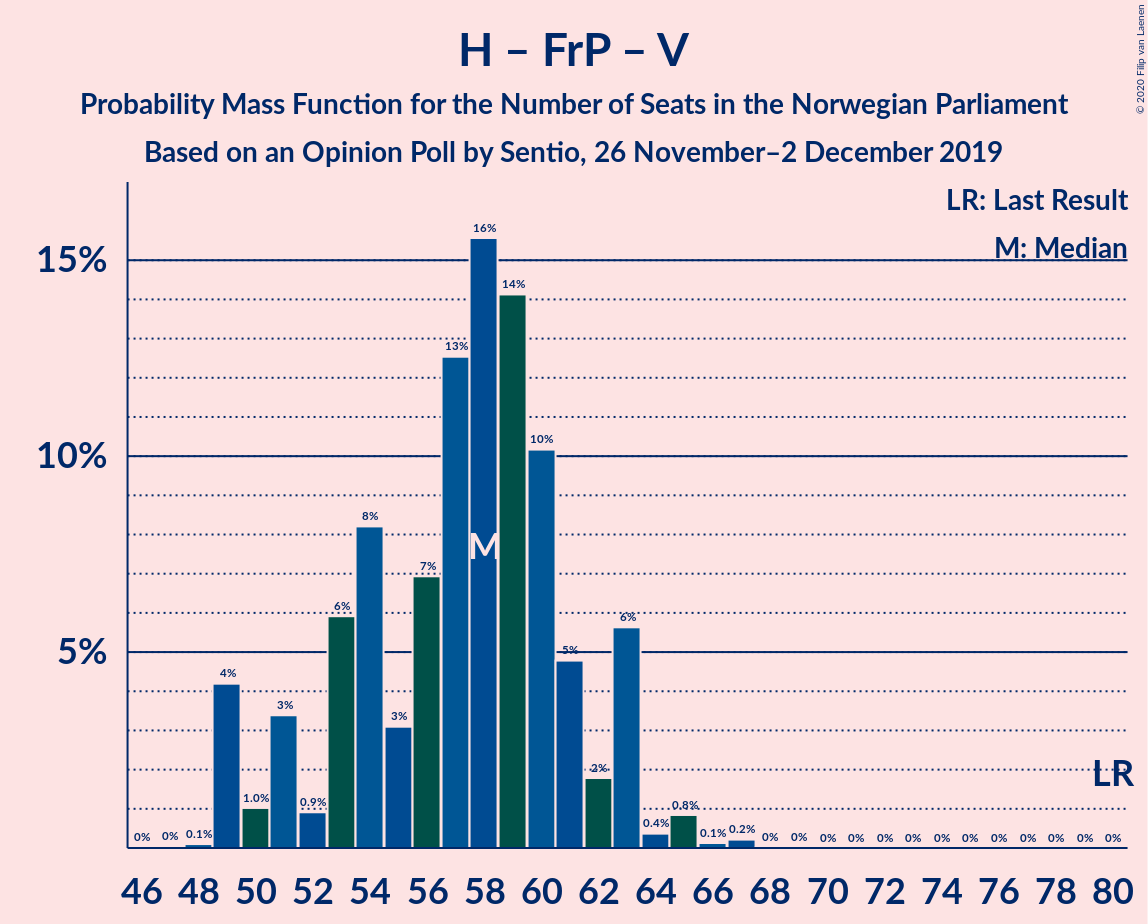 H – FrP – V
Probability Mass Function for the Number of Seats in the Norwegian Parliament
Based on an Opinion Poll by Sentio, 26 November–2 December 2019
© 2020 Filip van Laenen
LR: Last Result
M: Median
15%
10%
5%
0% 0% 0.1% 4% 1.0% 3% 0.9% 6% 8% 3% 7% 13% 16% 14% 10% 5% 2% 6% 0.4% 0.8% 0.1% 0.2% 0% 0% 0% 0% 0% 0% 0% 0% 0% 0% 0% 0% 0%
M
LR
46 48 50 52 54 56 58 60 62 64 66 68 70 72 74 76 78 80